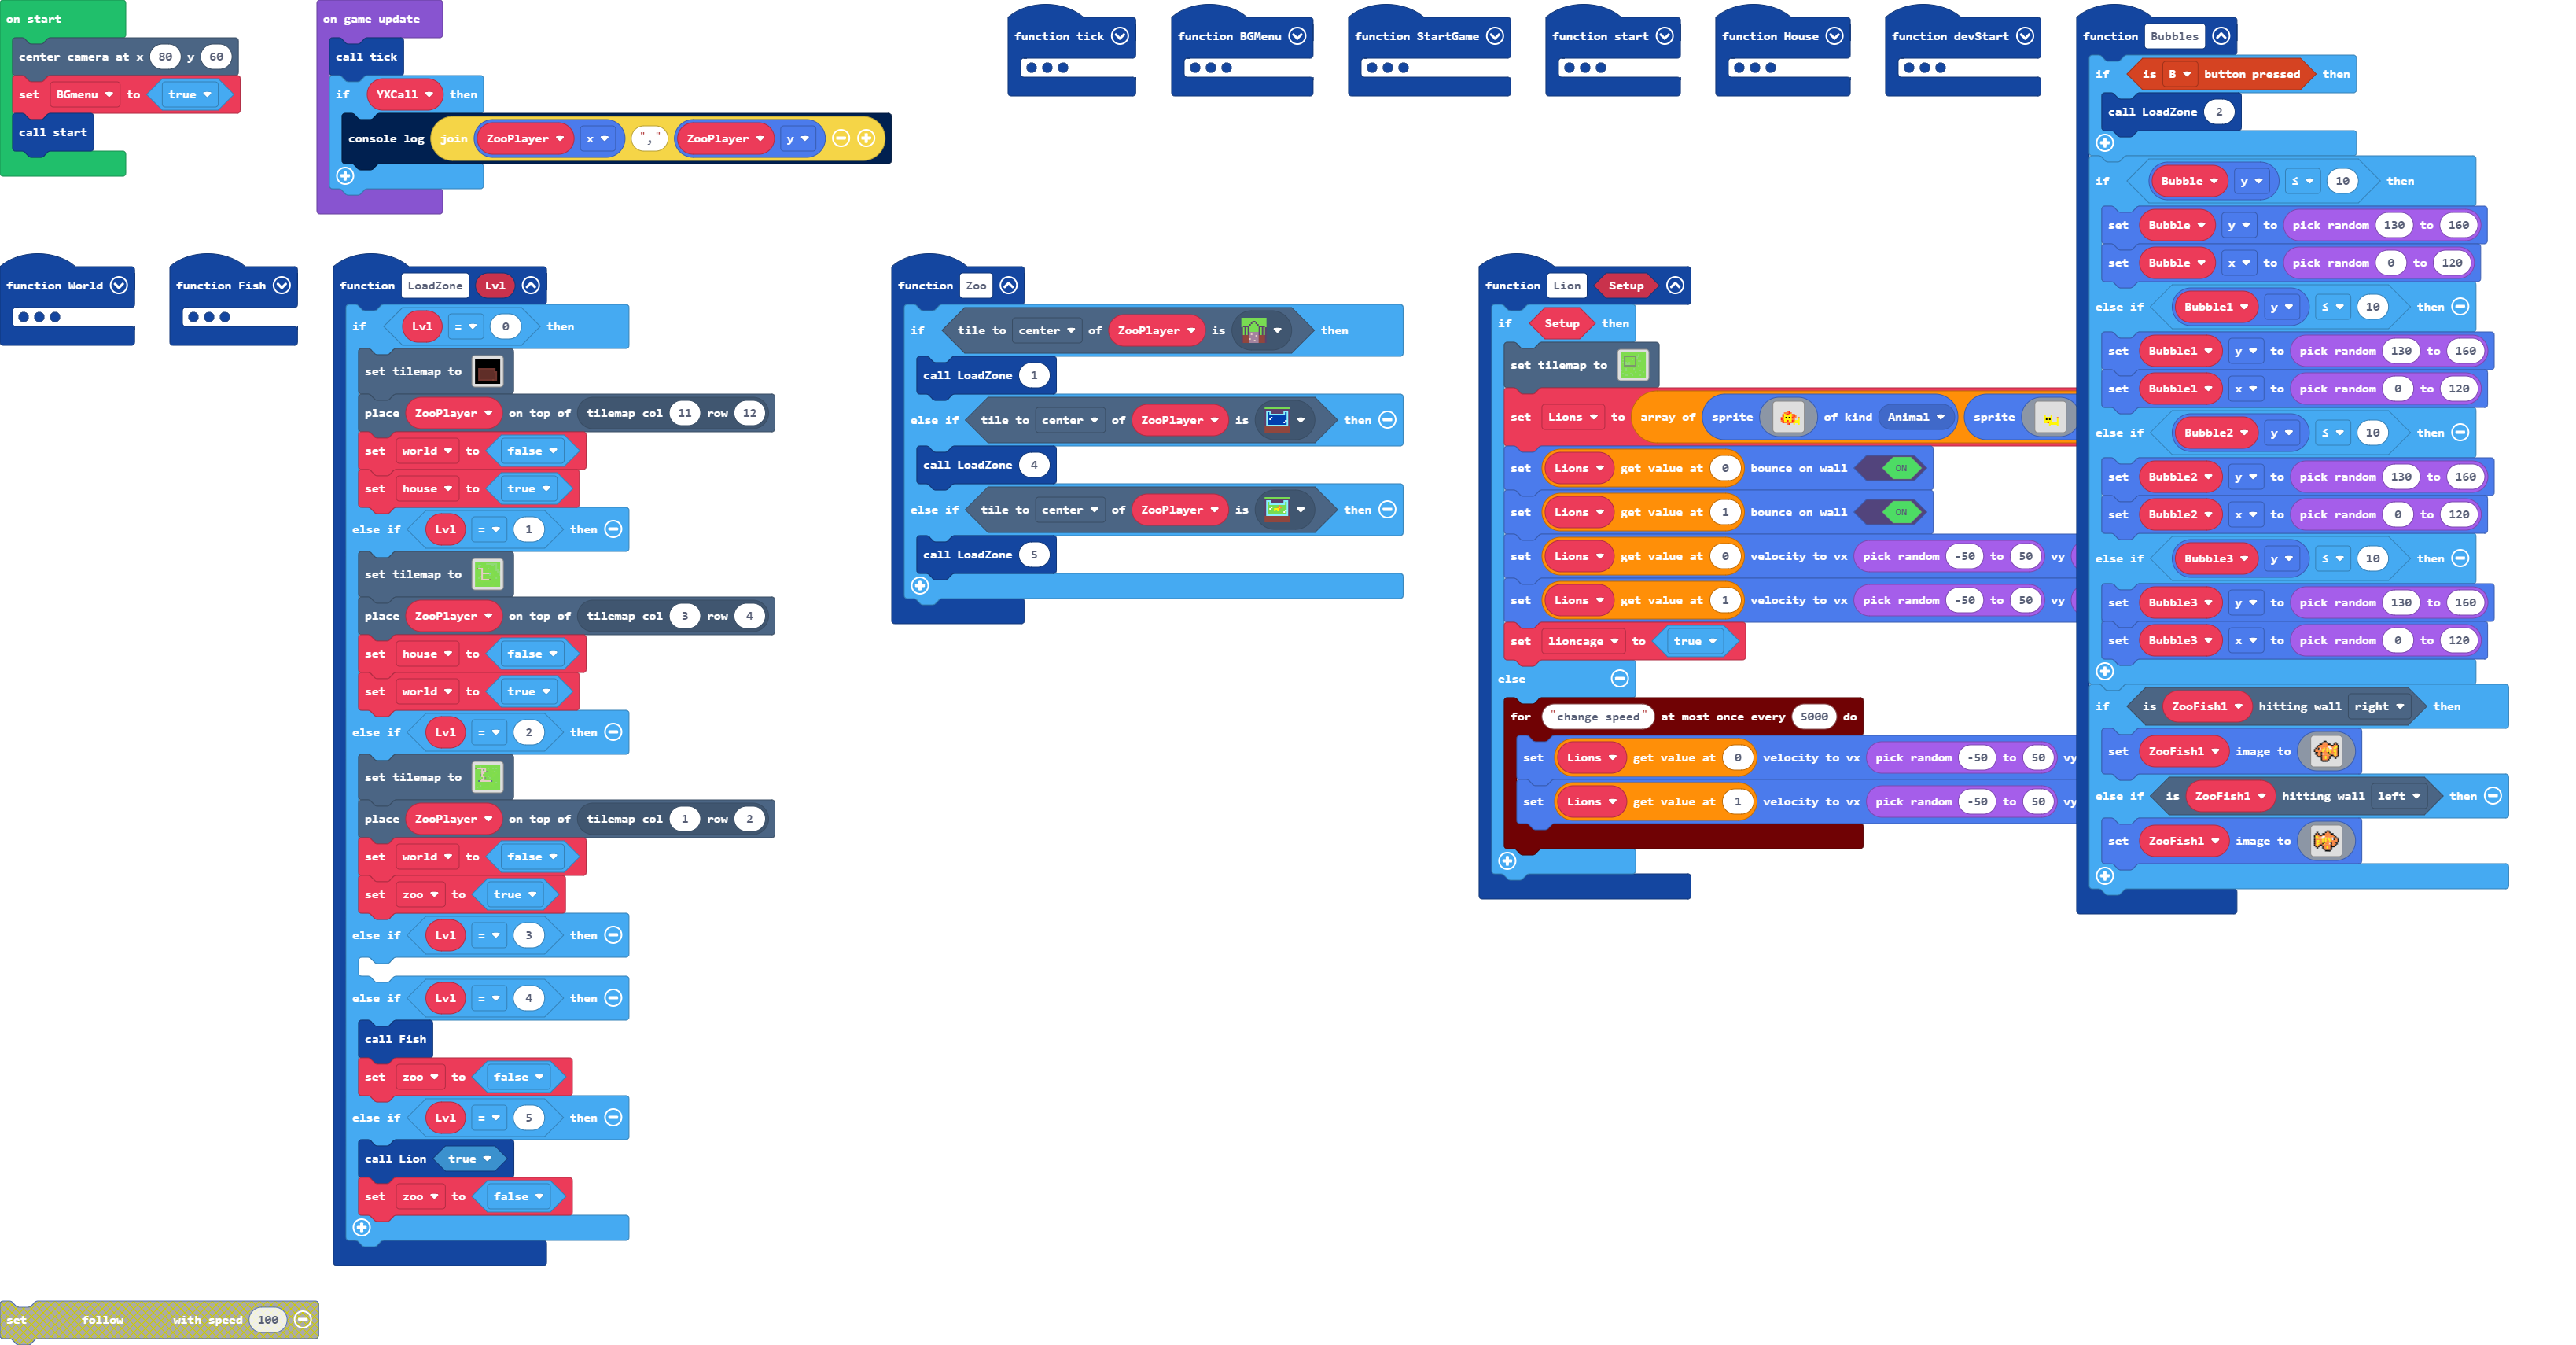 on start
center camera at x 80 y 60
set BGmenu to true
call start
on game update
call tick
if YXCall then
console log join ZooPlayer x "," ZooPlayer y
function tick
function BGMenu
function StartGame
function start
function House
function devStart
function World
function Fish
function LoadZone Lvl
if Lvl = 0 then
set tilemap to
place ZooPlayer on top of tilemap col 11 row 12
set world to false
set house to true
else if Lvl = 1 then
set tilemap to
place ZooPlayer on top of tilemap col 3 row 4
set house to false
set world to true
else if Lvl = 2 then
set tilemap to
place ZooPlayer on top of tilemap col 1 row 2
set world to false
set zoo to true
else if Lvl = 3 then
else if Lvl = 4 then
call Fish
set zoo to false
else if Lvl = 5 then
call Lion true
set zoo to false
function Zoo
if tile to center of ZooPlayer is then
call LoadZone 1
else if tile to center of ZooPlayer is then
call LoadZone 4
else if tile to center of ZooPlayer is then
call LoadZone 5
function Lion Setup
if Setup then
set tilemap to
set Lions to array of sprite of kind Animal sprite
set Lions get value at 0 bounce on wall ON
set Lions get value at 1 bounce on wall ON
set Lions get value at 0 velocity to vx pick random -50 to 50 vy
set Lions get value at 1 velocity to vx pick random -50 to 50 vy
set lioncage to true
else
for "change speed" at most once every 5000 do
set Lions get value at 0 velocity to vx pick random -50 to 50 vy
set Lions get value at 1 velocity to vx pick random -50 to 50 vy
function Bubbles
if is B button pressed then
call LoadZone 2
if Bubble y ≤ 10 then
set Bubble y to pick random 130 to 160
set Bubble x to pick random 0 to 120
else if Bubble1 y ≤ 10 then
set Bubble1 y to pick random 130 to 160
set Bubble1 x to pick random 0 to 120
else if Bubble2 y ≤ 10 then
set Bubble2 y to pick random 130 to 160
set Bubble2 x to pick random 0 to 120
else if Bubble3 y ≤ 10 then
set Bubble3 y to pick random 130 to 160
set Bubble3 x to pick random 0 to 120
if is ZooFish1 hitting wall right then
set ZooFish1 image to
else if is ZooFish1 hitting wall left then
set ZooFish1 image to
set follow with speed 100